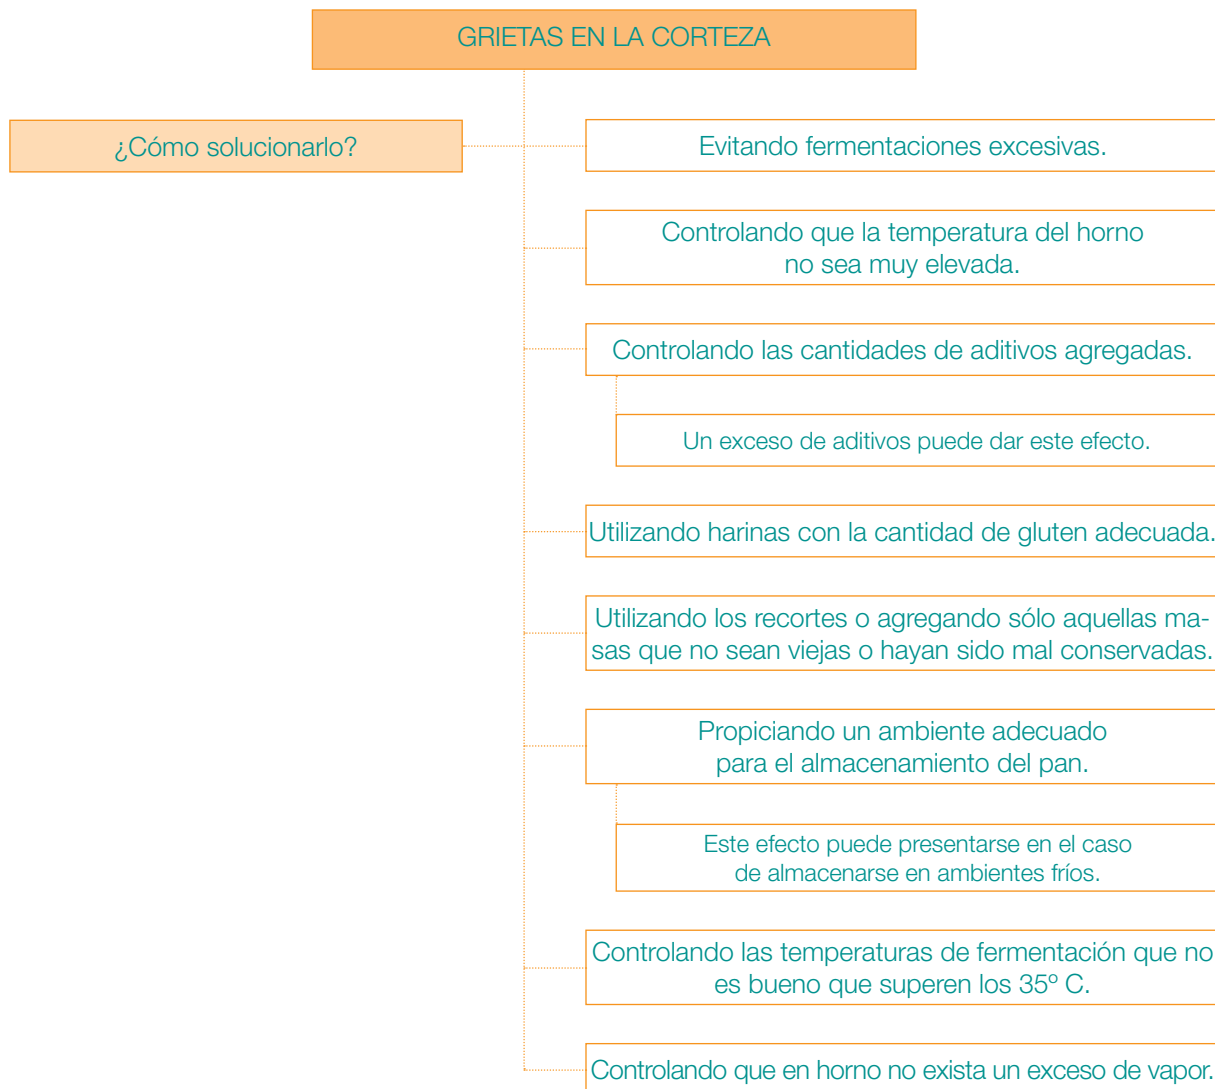 GRIETAS EN LA CORTEZA
¿Cómo solucionarlo?
Evitando fermentaciones excesivas.
Controlando que la temperatura del horno
no sea muy elevada.
Controlando las cantidades de aditivos agregadas.
Un exceso de aditivos puede dar este efecto.
Utilizando harinas con la cantidad de gluten adecuada.
Utilizando los recortes o agregando sólo aquellas ma-
sas que no sean viejas o hayan sido mal conservadas.
Propiciando un ambiente adecuado
para el almacenamiento del pan.
Este efecto puede presentarse en el caso
de almacenarse en ambientes fríos.
Controlando las temperaturas de fermentación que no
es bueno que superen los 35º C.
Controlando que en horno no exista un exceso de vapor.